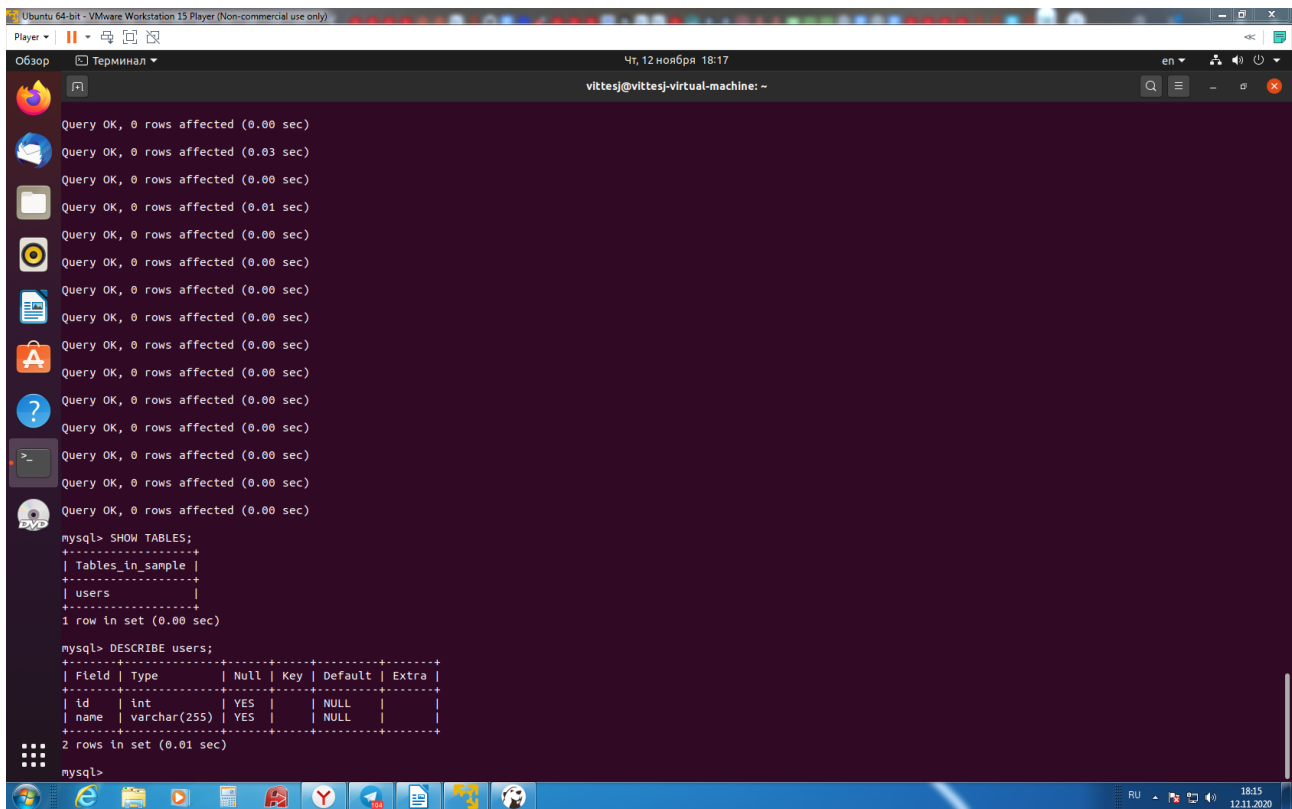 Ubuntu 64-bit - VMware Workstation 15 Player (Non-commercial use only)
Player
Обзор Терминал Чт, 12 ноября 18:17 en
vittesj@vittesj-virtual-machine: ~
Query OK, 0 rows affected (0.00 sec)
Query OK, 0 rows affected (0.03 sec)
Query OK, 0 rows affected (0.00 sec)
Query OK, 0 rows affected (0.01 sec)
Query OK, 0 rows affected (0.00 sec)
Query OK, 0 rows affected (0.00 sec)
Query OK, 0 rows affected (0.00 sec)
Query OK, 0 rows affected (0.00 sec)
Query OK, 0 rows affected (0.00 sec)
Query OK, 0 rows affected (0.00 sec)
Query OK, 0 rows affected (0.00 sec)
Query OK, 0 rows affected (0.00 sec)
Query OK, 0 rows affected (0.00 sec)
Query OK, 0 rows affected (0.00 sec)
Query OK, 0 rows affected (0.00 sec)
mysql> SHOW TABLES;
+------------------+
| Tables_in_sample |
+------------------+
| users            |
+------------------+
1 row in set (0.00 sec)
mysql> DESCRIBE users;
+-------+--------------+------+-----+---------+-------+
| Field | Type         | Null | Key | Default | Extra |
+-------+--------------+------+-----+---------+-------+
| id    | int          | YES  |     | NULL    |       |
| name  | varchar(255) | YES  |     | NULL    |       |
+-------+--------------+------+-----+---------+-------+
2 rows in set (0.01 sec)
mysql>
DVD
104
RU 18:15
12.11.2020